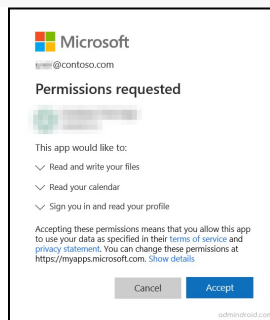 Microsoft
@contoso.com
Permissions requested
This app would like to:
Read and write your files
Read your calendar
Sign you in and read your profile
Accepting these permissions means that you allow this app
to use your data as specified in their terms of service and
privacy statement. You can change these permissions at
https://myapps.microsoft.com. Show details
Cancel
Accept
admindroid.com